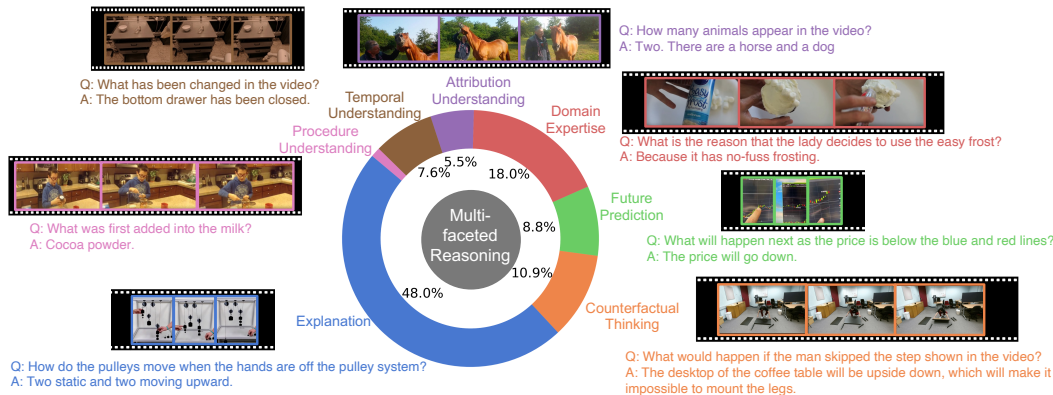 Q: How many animals appear in the video?
A: Two. There are a horse and a dog
Q: What has been changed in the video?
A: The bottom drawer has been closed.
Attribution
Understanding
Temporal
Understanding
Domain
Expertise
easy
frost
Procedure
Understanding
Q: What is the reason that the lady decides to use the easy frost?
A: Because it has no-fuss frosting.
5.5%
7.6%
18.0%
Multi-
faceted
Reasoning
Future
Prediction
8.8%
Q: What was first added into the milk?
A: Cocoa powder.
Q: What will happen next as the price is below the blue and red lines?
A: The price will go down.
10.9%
48.0%
Explanation
Counterfactual
Thinking
Q: How do the pulleys move when the hands are off the pulley system?
A: Two static and two moving upward.
Q: What would happen if the man skipped the step shown in the video?
A: The desktop of the coffee table will be upside down, which will make it
impossible to mount the legs.